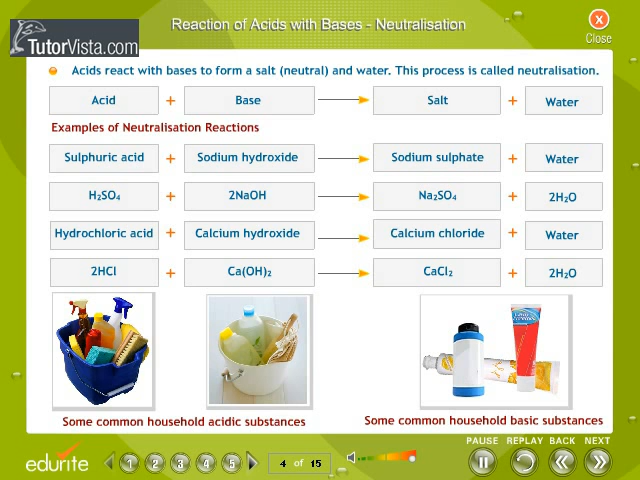 Reaction of Acids with Bases - Neutralisation
TutorVista.com
Close
Acids react with bases to form a salt (neutral) and water. This process is called neutralisation.
Acid + Base Salt + Water
Examples of Neutralisation Reactions
Sulphuric acid + Sodium hydroxide Sodium sulphate + Water
H₂SO₄ + 2NaOH Na₂SO₄ + 2H₂O
Hydrochloric acid + Calcium hydroxide Calcium chloride + Water
2HCl + Ca(OH)₂ CaCl₂ + 2H₂O
Some common household acidic substances
Some common household basic substances
PAUSE REPLAY BACK NEXT
edurite
1 2 3 4 5
4 of 15